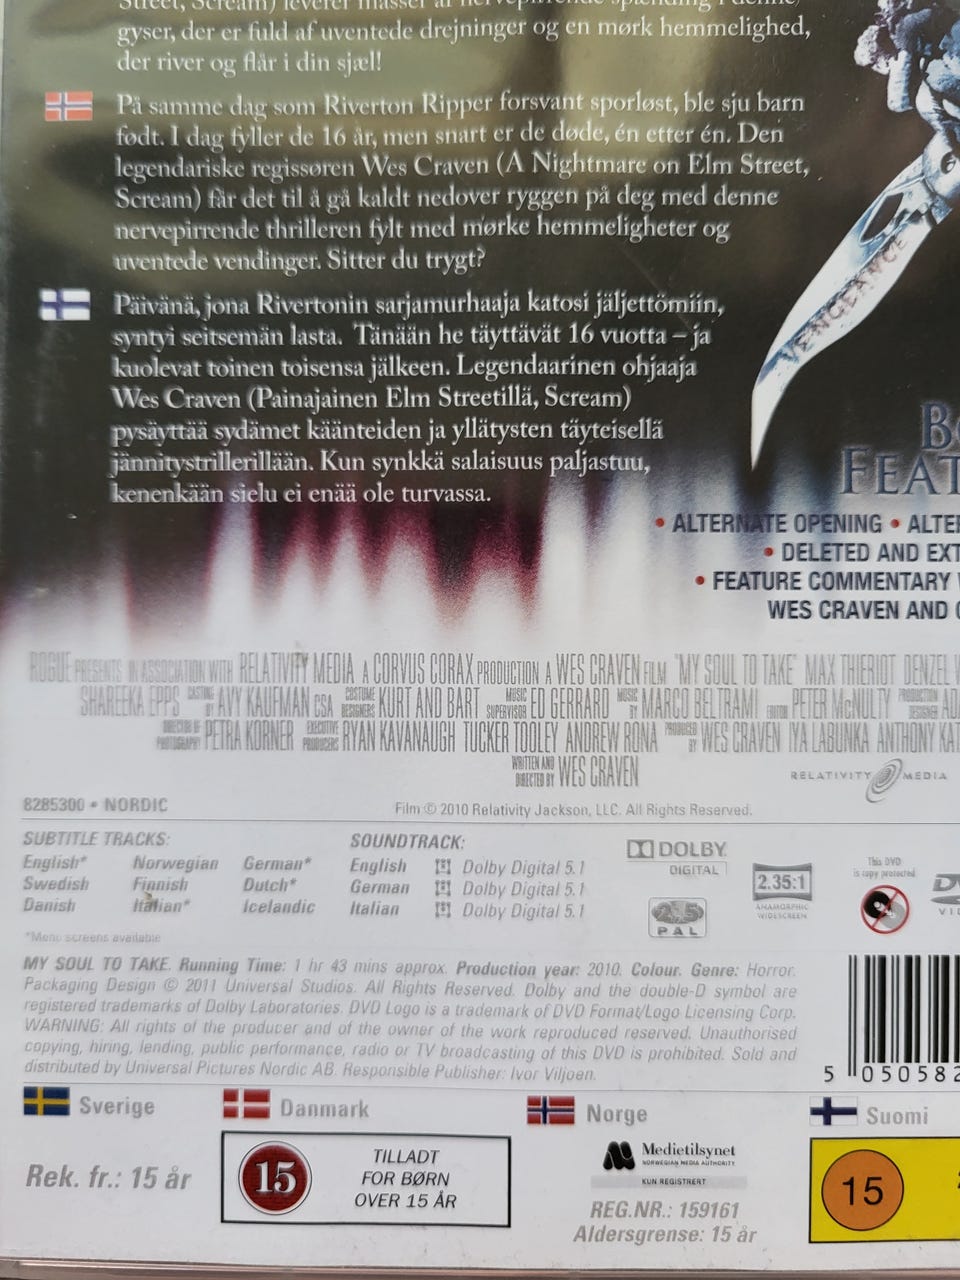 Street, Scream) leverer masser af nervepirrende spænding i denne
gyser, der er fuld af uventede drejninger og en mørk hemmelighed,
der river og flår i din sjæl!
På samme dag som Riverton Ripper forsvant sporløst, ble sju barn
født. I dag fyller de 16 år, men snart er de døde, én etter én. Den
legendariske regissøren Wes Craven (A Nightmare on Elm Street,
Scream) får det til å gå kaldt nedover ryggen på deg med denne
nervepirrende thrilleren fylt med mørke hemmeligheter og
uventede vendinger. Sitter du trygt?
Päivänä, jona Rivertonin sarjamurhaaja katosi jäljettömiin,
syntyi seitsemän lasta. Tänään he täyttävät 16 vuotta – ja
kuolevat toinen toisensa jälkeen. Legendaarinen ohjaaja
Wes Craven (Painajainen Elm Streetillä, Scream)
pysäyttää sydämet käänteiden ja yllätysten täyteisellä
jännitystrillerillään. Kun synkkä salaisuus paljastuu,
kenenkään sielu ei enää ole turvassa.
VENGEANCE
• ALTERNATE OPENING •
• DELETED AND
• FEATURE COMMENTARY
WES CRAVEN AND
ROGUE PRESENTS IN ASSOCIATION WITH RELATIVITY MEDIA A CORVUS CORAX PRODUCTION A WES CRAVEN FILM "MY SOUL TO TAKE" MAX THIERIOT DENZEL
SHAREEKA EPPS CASTING BY AVY KAUFMAN CSA COSTUME DESIGNERS KURT AND BART MUSIC SUPERVISOR ED GERRARD MUSIC BY MARCO BELTRAMI EDITOR PETER McNULTY PRODUCTION DESIGNER
DIRECTOR OF PHOTOGRAPHY PETRA KORNER EXECUTIVE PRODUCERS RYAN KAVANAUGH TUCKER TOOLEY ANDREW RONA PRODUCED BY WES CRAVEN IYA LABUNKA ANTHONY
WRITTEN AND DIRECTED BY WES CRAVEN
RELATIVITY MEDIA
8285300 • NORDIC
Film © 2010 Relativity Jackson, LLC. All Rights Reserved.
SUBTITLE TRACKS:
English* Norwegian German*
Swedish Finnish Dutch*
Danish Italian* Icelandic
*Menu screens available
SOUNDTRACK:
English Dolby Digital 5.1
German Dolby Digital 5.1
Italian Dolby Digital 5.1
DOLBY
DIGITAL
2.5
PAL
2.35:1
ANAMORPHIC
WIDESCREEN
This DVD
is copy protected
MY SOUL TO TAKE. Running Time: 1 hr 43 mins approx. Production year: 2010. Colour. Genre: Horror.
Packaging Design © 2011 Universal Studios. All Rights Reserved. Dolby and the double-D symbol are
registered trademarks of Dolby Laboratories. DVD Logo is a trademark of DVD Format/Logo Licensing Corp.
WARNING: All rights of the producer and of the owner of the work reproduced reserved. Unauthorised
copying, hiring, lending, public performance, radio or TV broadcasting of this DVD is prohibited. Sold and
distributed by Universal Pictures Nordic AB. Responsible Publisher: Ivor Viljoen.
5 050582
Sverige
Rek. fr.: 15 år
Danmark
15
TILLADT
FOR BØRN
OVER 15 ÅR
Norge
Medietilsynet
NORWEGIAN MEDIA AUTHORITY
KUN REGISTRERT
REG.NR.: 159161
Aldersgrense: 15 år
Suomi
15